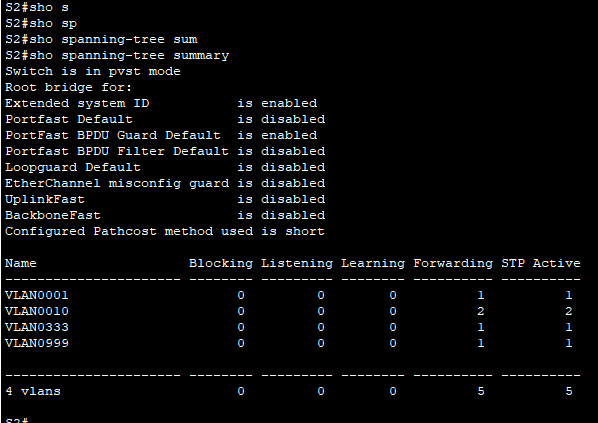 S2#sho s
S2#sho sp
S2#sho spanning-tree sum
S2#sho spanning-tree summary
Switch is in pvst mode
Root bridge for:
Extended system ID           is enabled
Portfast Default             is disabled
PortFast BPDU Guard Default  is enabled
Portfast BPDU Filter Default is disabled
Loopguard Default            is disabled
EtherChannel misconfig guard is disabled
UplinkFast                   is disabled
BackboneFast                 is disabled
Configured Pathcost method used is short
Name                   Blocking Listening Learning Forwarding STP Active
---------------------- -------- --------- -------- ---------- ----------
VLAN0001                     0         0        0          1          1
VLAN0010                     0         0        0          2          2
VLAN0333                     0         0        0          1          1
VLAN0999                     0         0        0          1          1
---------------------- -------- --------- -------- ---------- ----------
4 vlans                      0         0        0          5          5
S2#